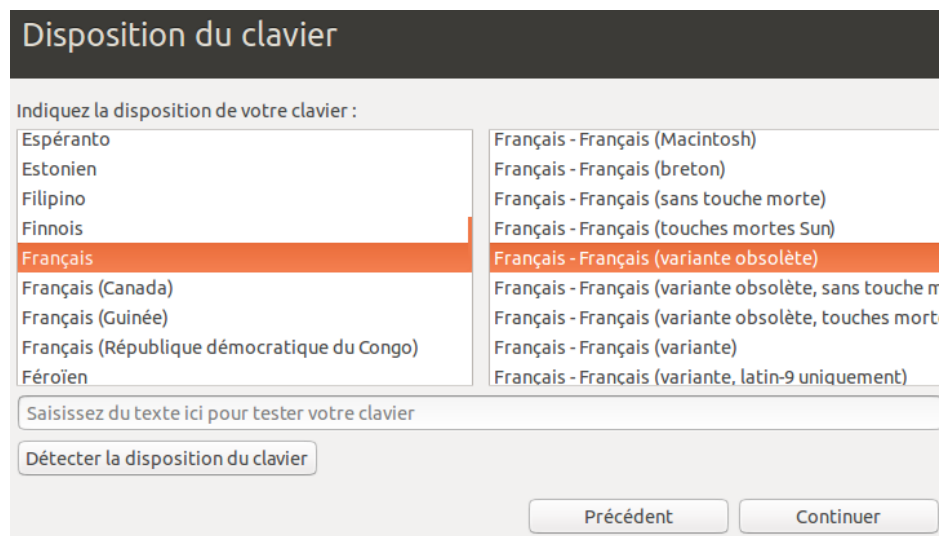 Disposition du clavier
Indiquez la disposition de votre clavier :
Espéranto
Estonien
Filipino
Finnois
Français
Français (Canada)
Français (Guinée)
Français (République démocratique du Congo)
Féroïen
Français - Français (Macintosh)
Français - Français (breton)
Français - Français (sans touche morte)
Français - Français (touches mortes Sun)
Français - Français (variante obsolète)
Français - Français (variante obsolète, sans touche m
Français - Français (variante obsolète, touches mort
Français - Français (variante)
Français - Français (variante, latin-9 uniquement)
Saisissez du texte ici pour tester votre clavier
Détecter la disposition du clavier
Précédent
Continuer